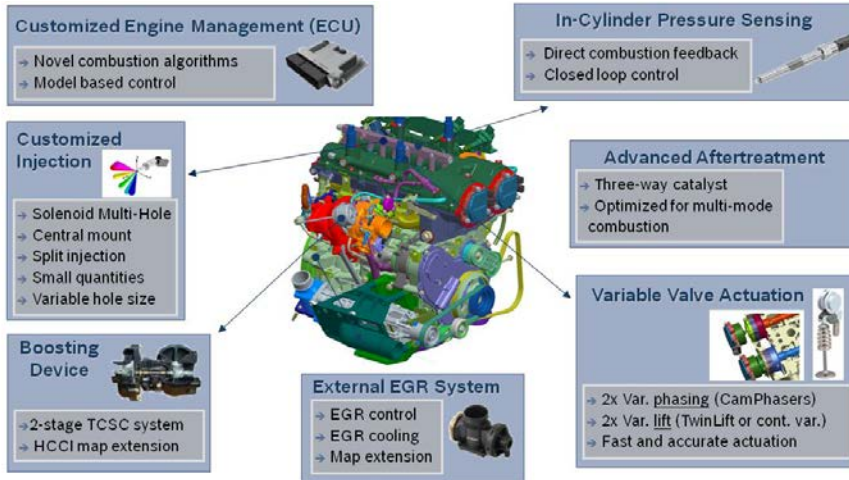 Customized Engine Management (ECU)
→ Novel combustion algorithms
→ Model based control
In-Cylinder Pressure Sensing
→ Direct combustion feedback
→ Closed loop control
Customized
Injection
→ Solenoid Multi-Hole
→ Central mount
→ Split injection
→ Small quantities
→ Variable hole size
Advanced Aftertreatment
→ Three-way catalyst
→ Optimized for multi-mode
combustion
Variable Valve Actuation
→ 2x Var. phasing (CamPhasers)
→ 2x Var. lift (TwinLift or cont. var.)
→ Fast and accurate actuation
Boosting
Device
→ 2-stage TCSC system
→ HCCI map extension
External EGR System
→ EGR control
→ EGR cooling
→ Map extension